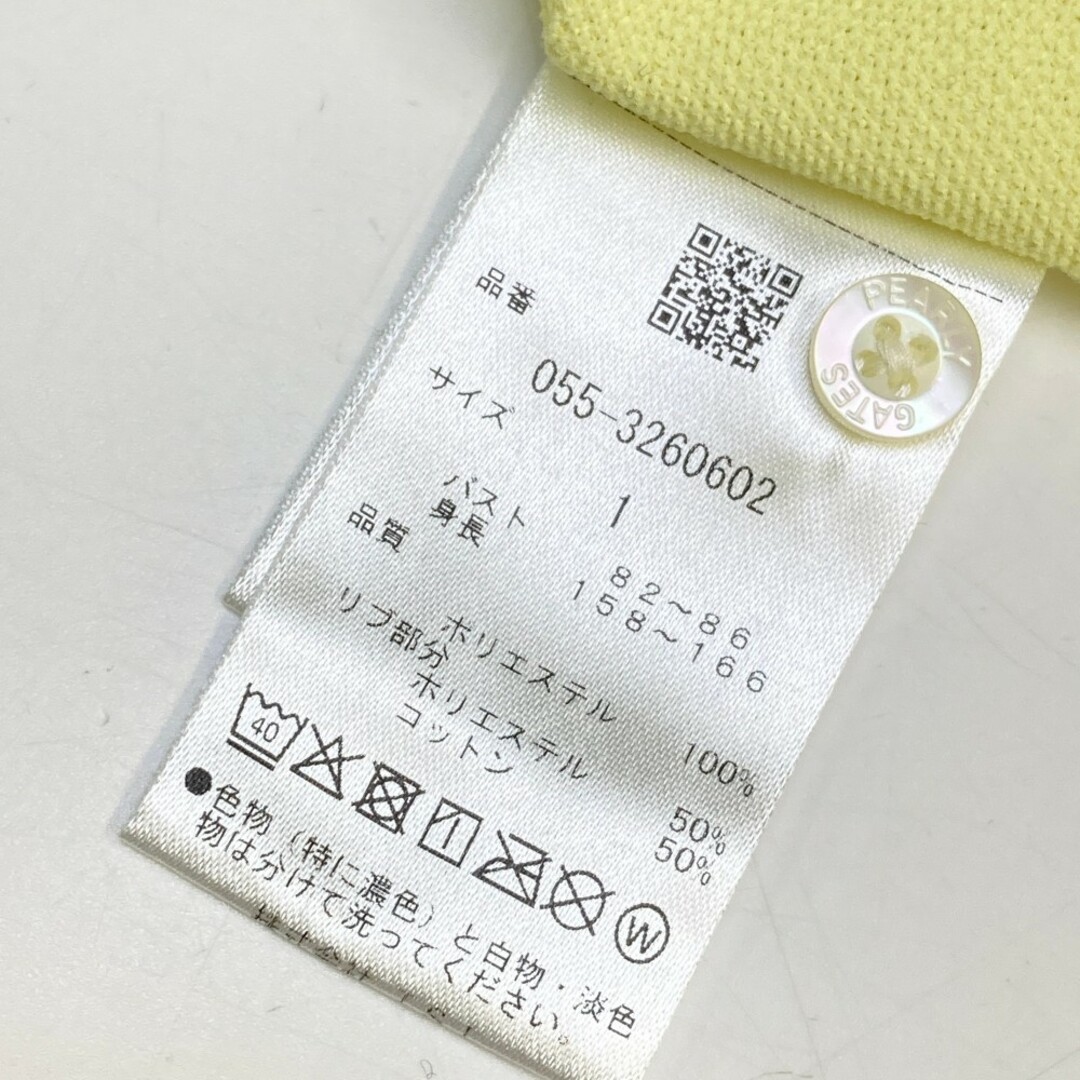 品番
055-3260602
サイズ 1
バスト 82〜86
身長 158〜166
品質
ポリエステル 100%
リブ部分
ポリエステル 50%
コットン 50%
40
W
●色物(特に濃色)と白物・淡色
物は分けて洗ってください。
PEARLY
GATES